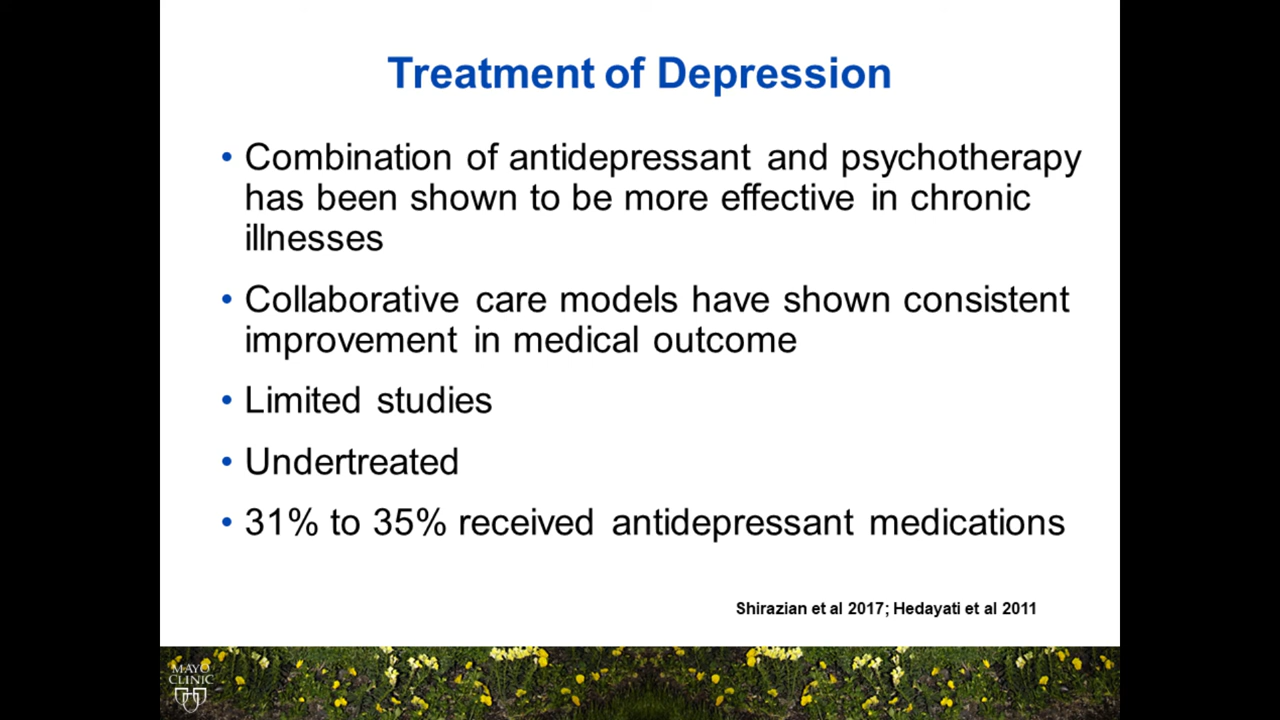 Treatment of Depression
• Combination of antidepressant and psychotherapy
has been shown to be more effective in chronic
illnesses
• Collaborative care models have shown consistent
improvement in medical outcome
• Limited studies
• Undertreated
• 31% to 35% received antidepressant medications
Shirazian et al 2017; Hedayati et al 2011
MAYO
CLINIC